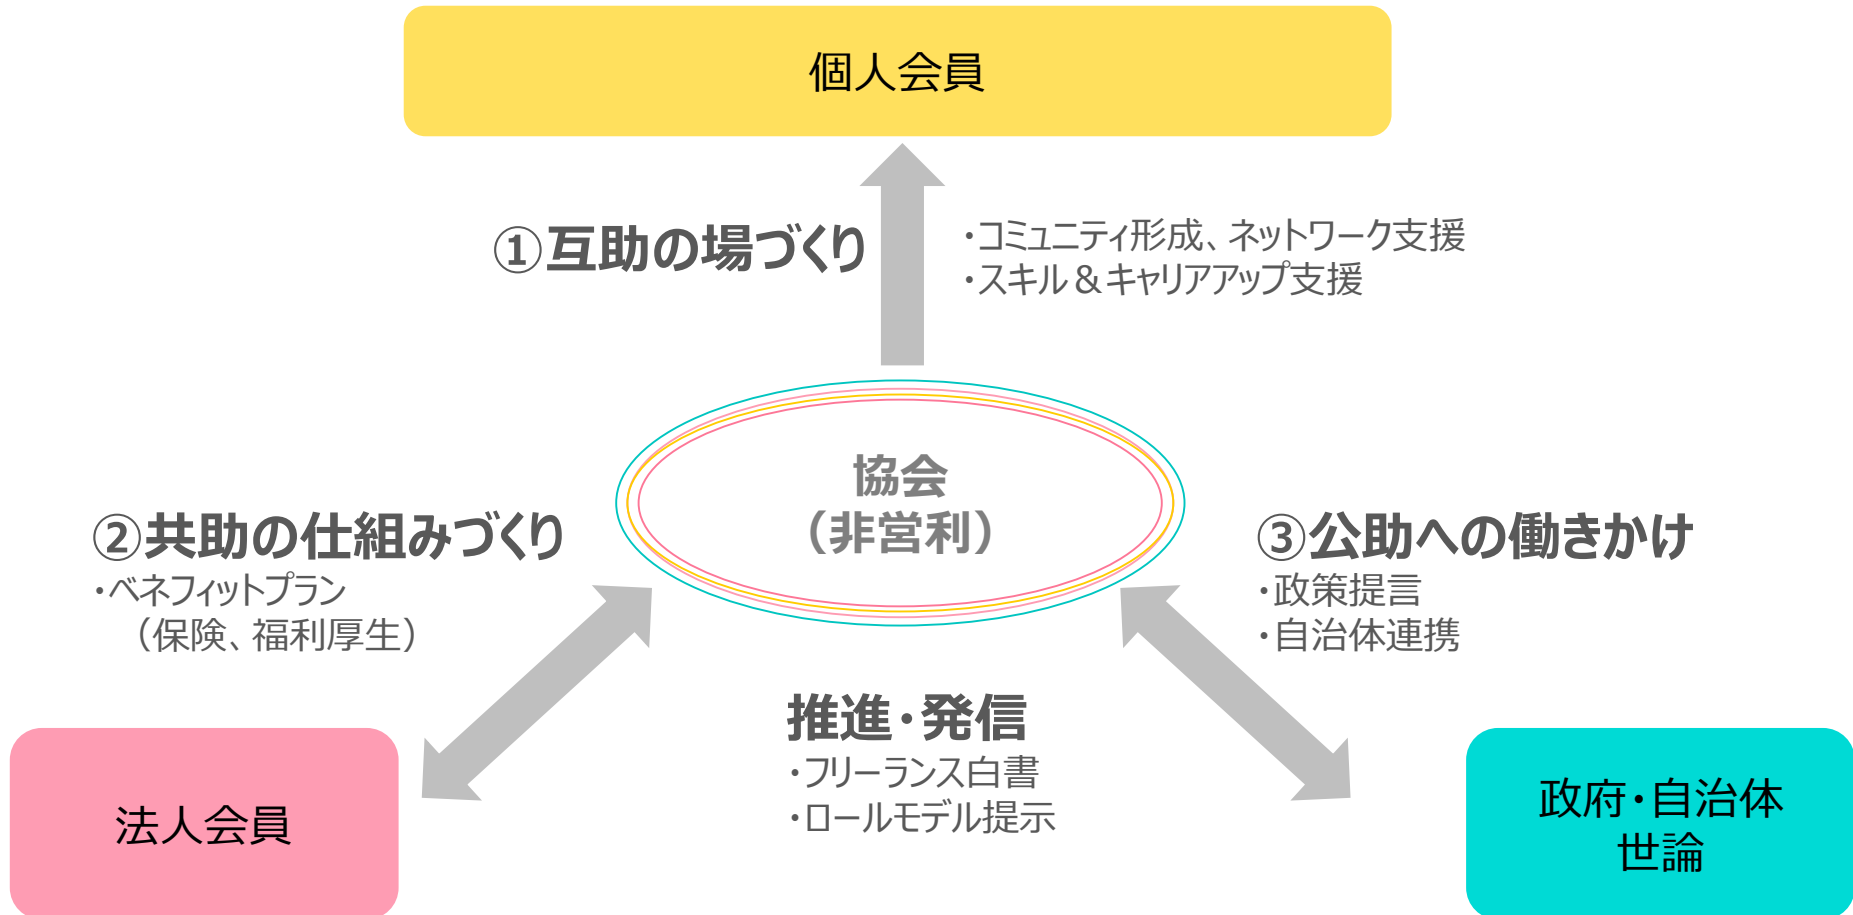 個人会員
①互助の場づくり
・コミュニティ形成、ネットワーク支援
・スキル＆キャリアアップ支援
協会
（非営利）
②共助の仕組みづくり
・ベネフィットプラン
（保険、福利厚生）
③公助への働きかけ
・政策提言
・自治体連携
推進・発信
・フリーランス白書
・ロールモデル提示
法人会員
政府・自治体
世論